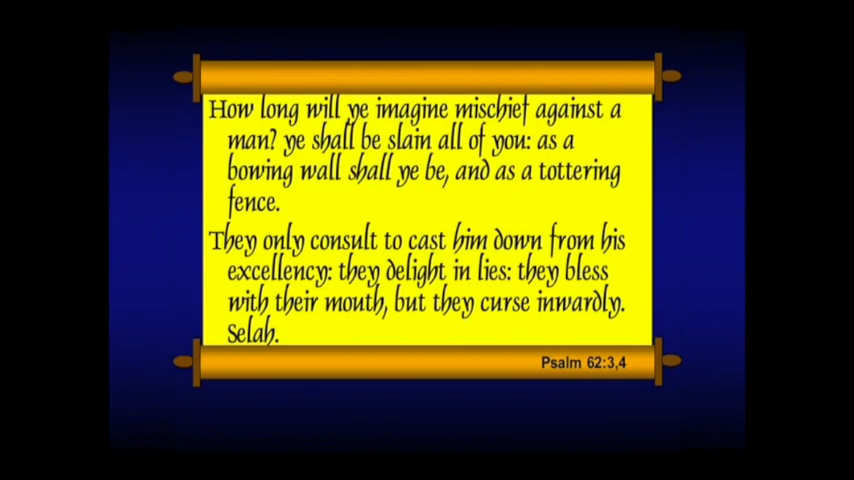 How long will ye imagine mischief against a
man? ye shall be slain all of you: as a
bowing wall shall ye be, and as a tottering
fence.
They only consult to cast him down from his
excellency: they delight in lies: they bless
with their mouth, but they curse inwardly.
Selah.
Psalm 62:3,4